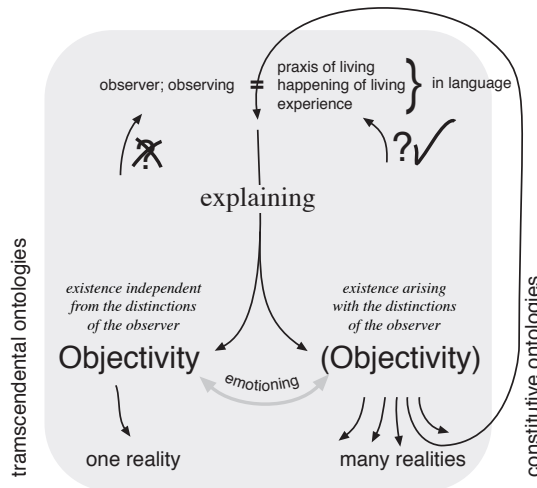 praxis of living
observer; observing = happening of living } in language
experience
? ?✓
explaining
tramscendental ontologies
existence independent
from the distinctions
of the observer
existence arising
with the distinctions
of the observer
constitutive ontologies
Objectivity
(Objectivity)
emotioning
one reality
many realities